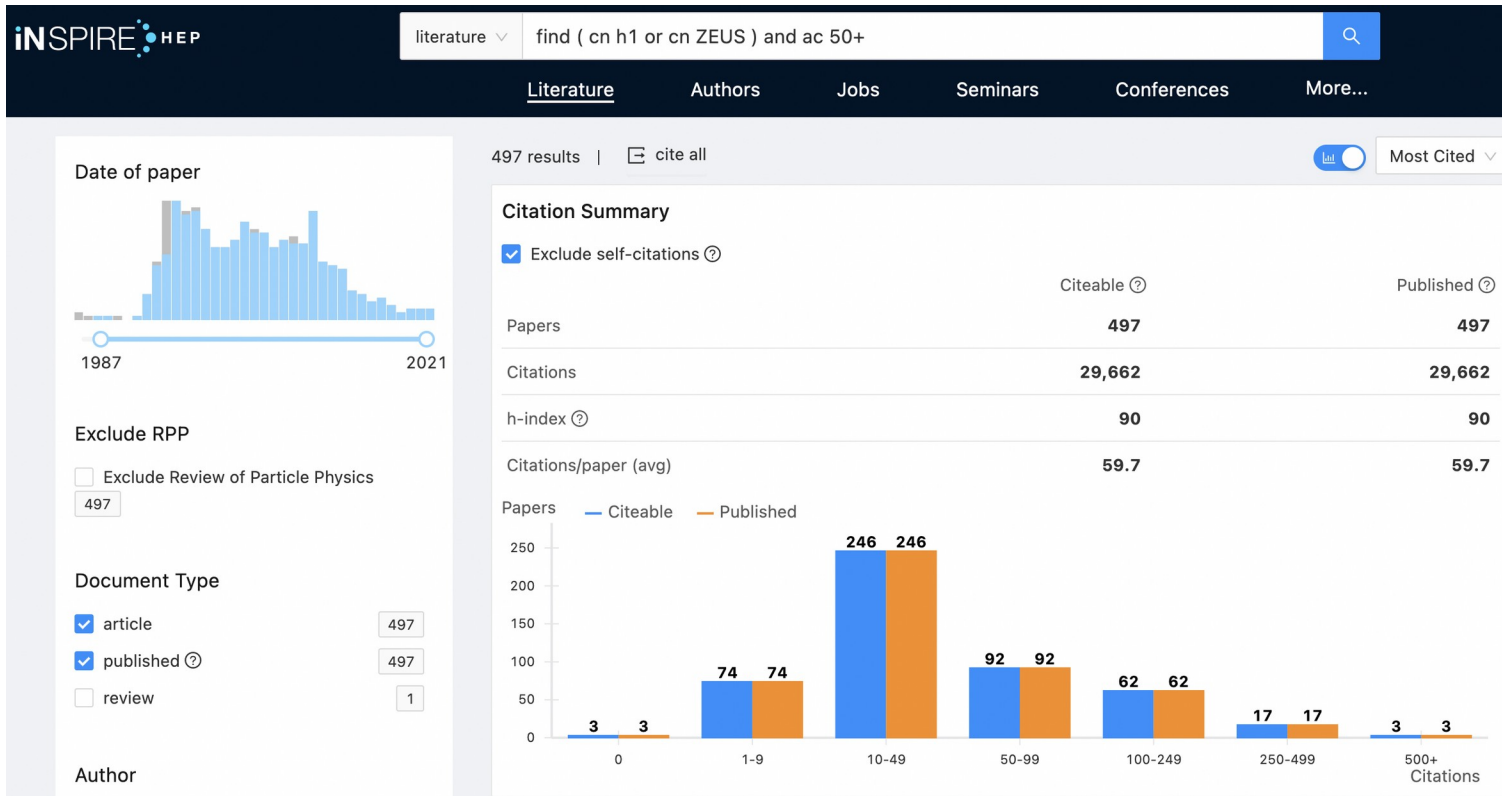 iNSPIRE HEP
literature find ( cn h1 or cn ZEUS ) and ac 50+
Literature Authors Jobs Seminars Conferences More...
Date of paper
1987 2021
Exclude RPP
Exclude Review of Particle Physics
497
Document Type
article 497
published 497
review 1
Author
497 results | cite all
Most Cited
Citation Summary
Exclude self-citations
Citeable Published
Papers 497 497
Citations 29,662 29,662
h-index 90 90
Citations/paper (avg) 59.7 59.7
Papers Citeable Published
250
200
150
100
50
0
3 3 74 74 246 246 92 92 62 62 17 17 3 3
0 1-9 10-49 50-99 100-249 250-499 500+
Citations